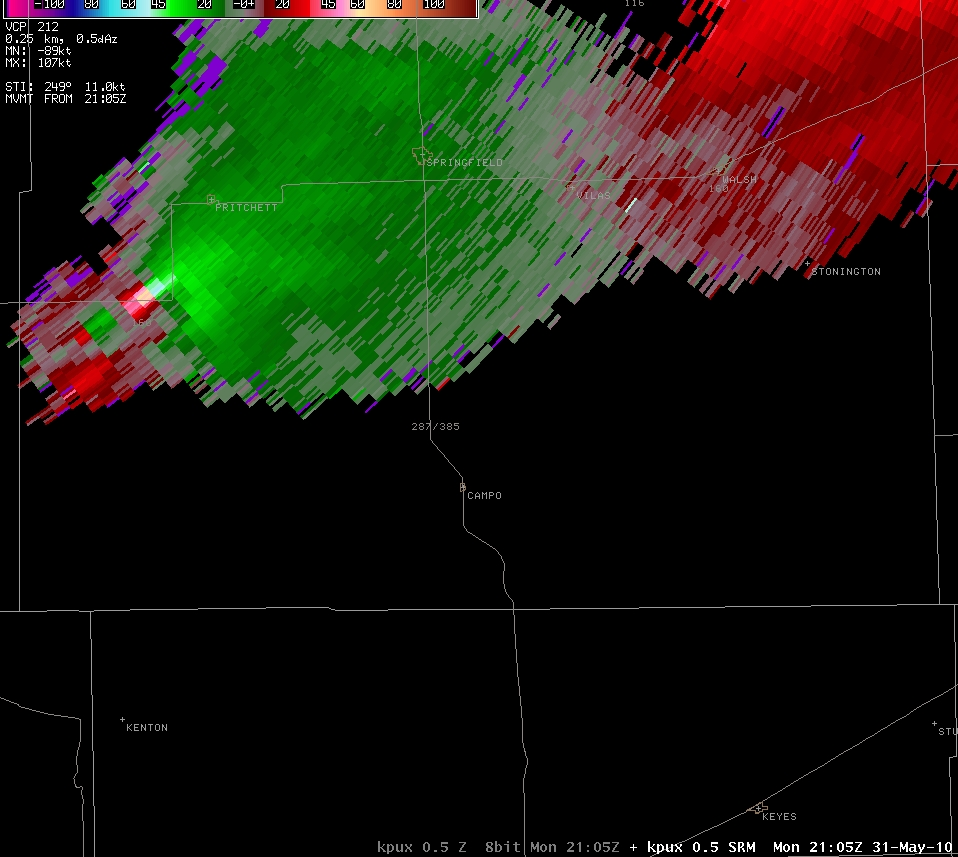 -100 80 60 45 20 -0+ 20 45 60 80 100
116
VCP 212
0.25 km, 0.5dAz
MN: -89kt
MX: 107kt
STI: 249° 11.0kt
MVMT FROM 21:05Z
SPRINGFIELD
WALSH
160
VILAS
PRITCHETT
STONINGTON
160
287/385
CAMPO
KENTON
STU
KEYES
kpux 0.5 Z 8bit Mon 21:05Z + kpux 0.5 SRM Mon 21:05Z 31-May-10